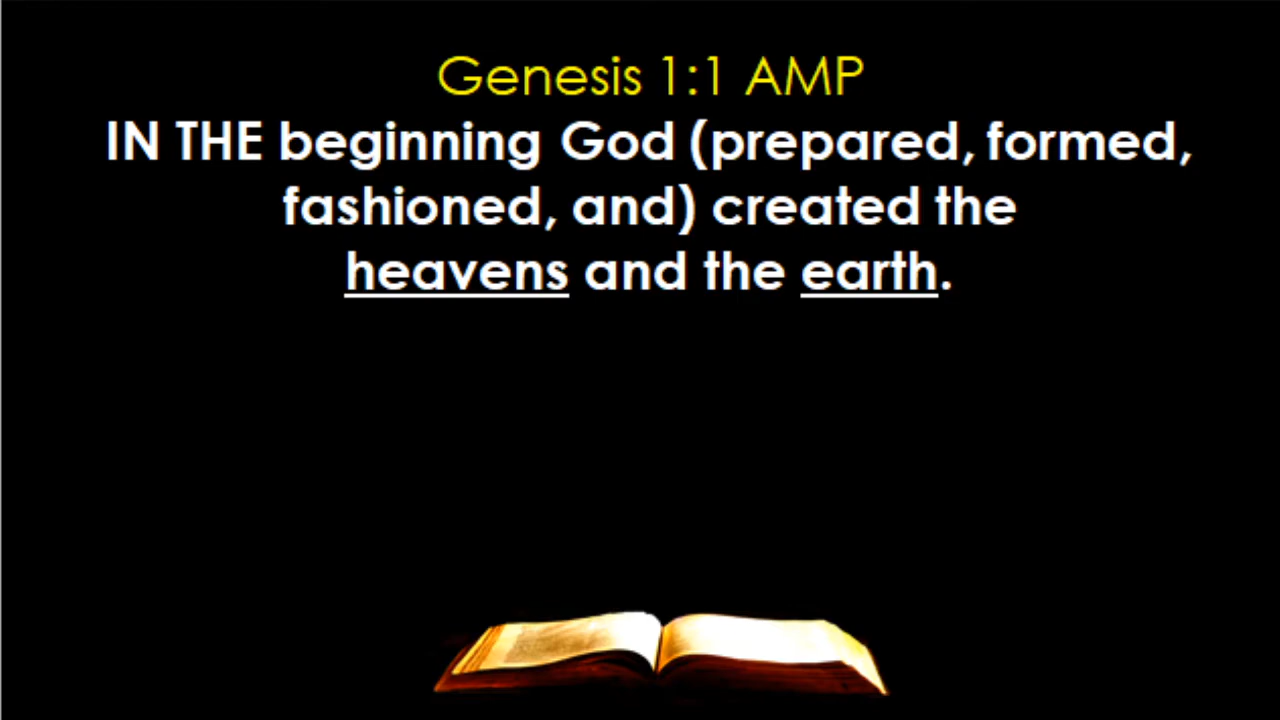 Genesis 1:1 AMP
IN THE beginning God (prepared, formed,
fashioned, and) created the
heavens and the earth.